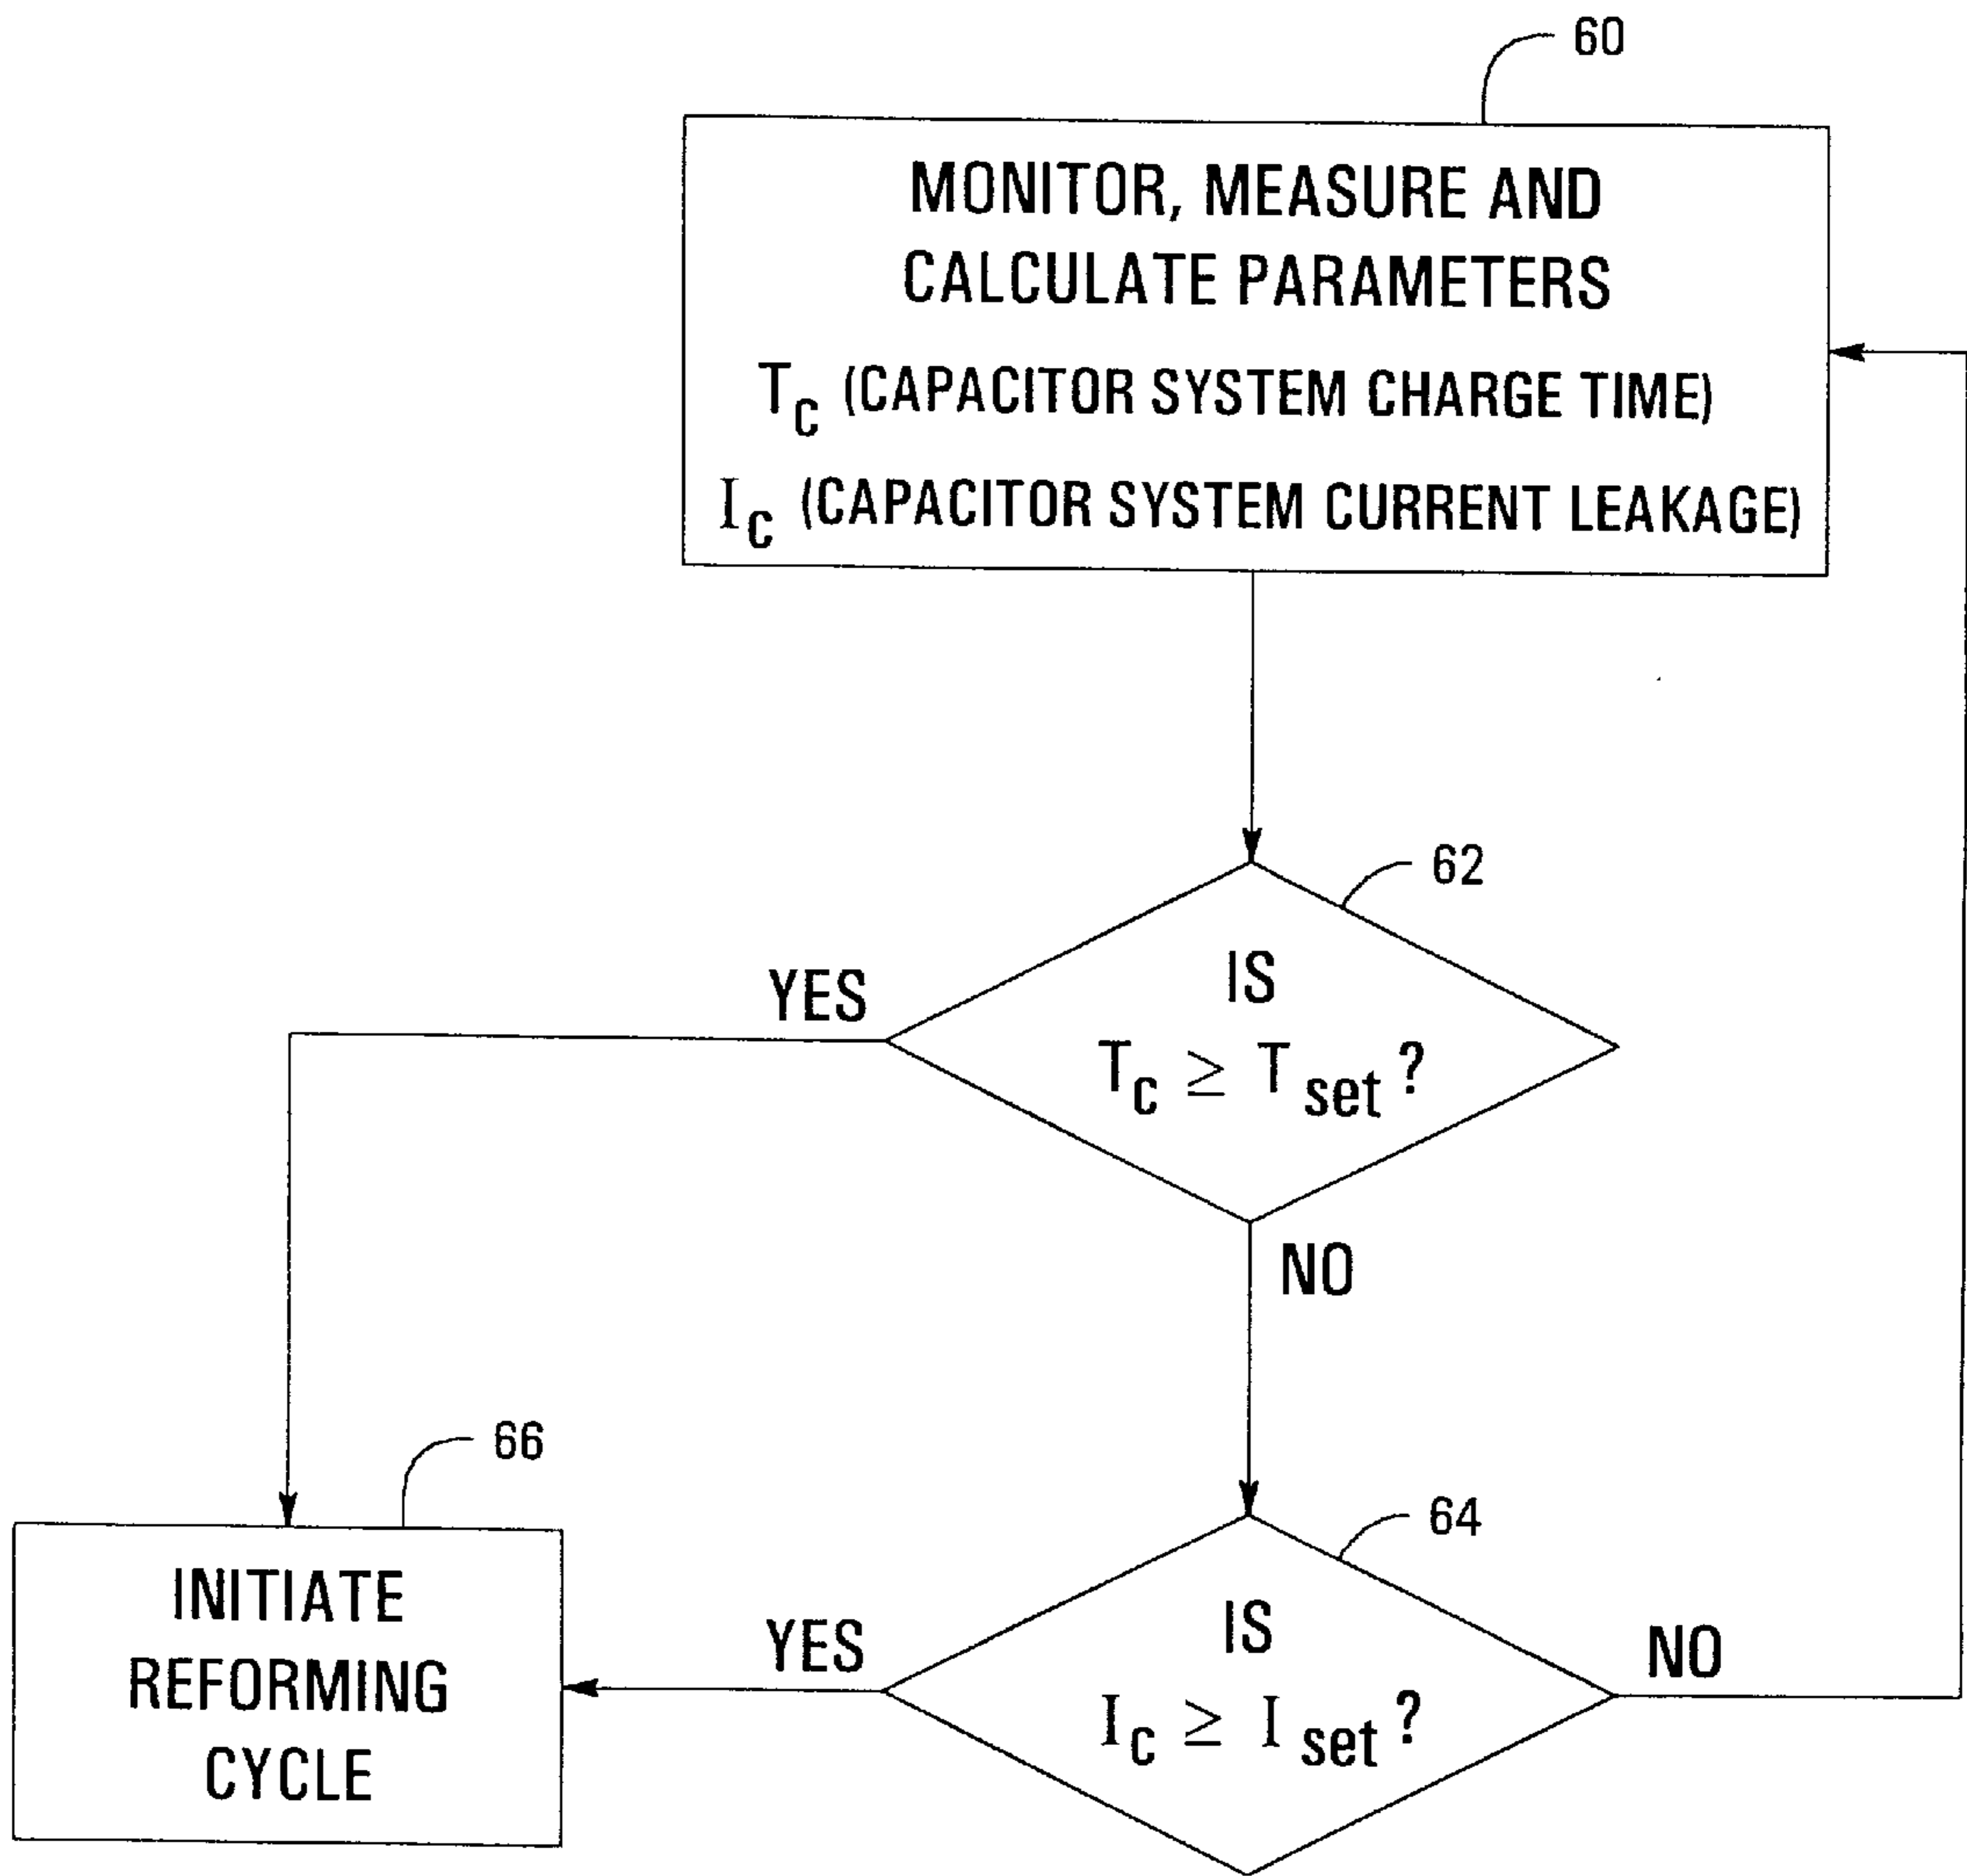 60
MONITOR, MEASURE AND
CALCULATE PARAMETERS
Tc (CAPACITOR SYSTEM CHARGE TIME)
Ic (CAPACITOR SYSTEM CURRENT LEAKAGE)
62
IS
Tc ≥ Tset ?
YES
NO
66
INITIATE
REFORMING
CYCLE
64
IS
Ic ≥ Iset ?
YES
NO